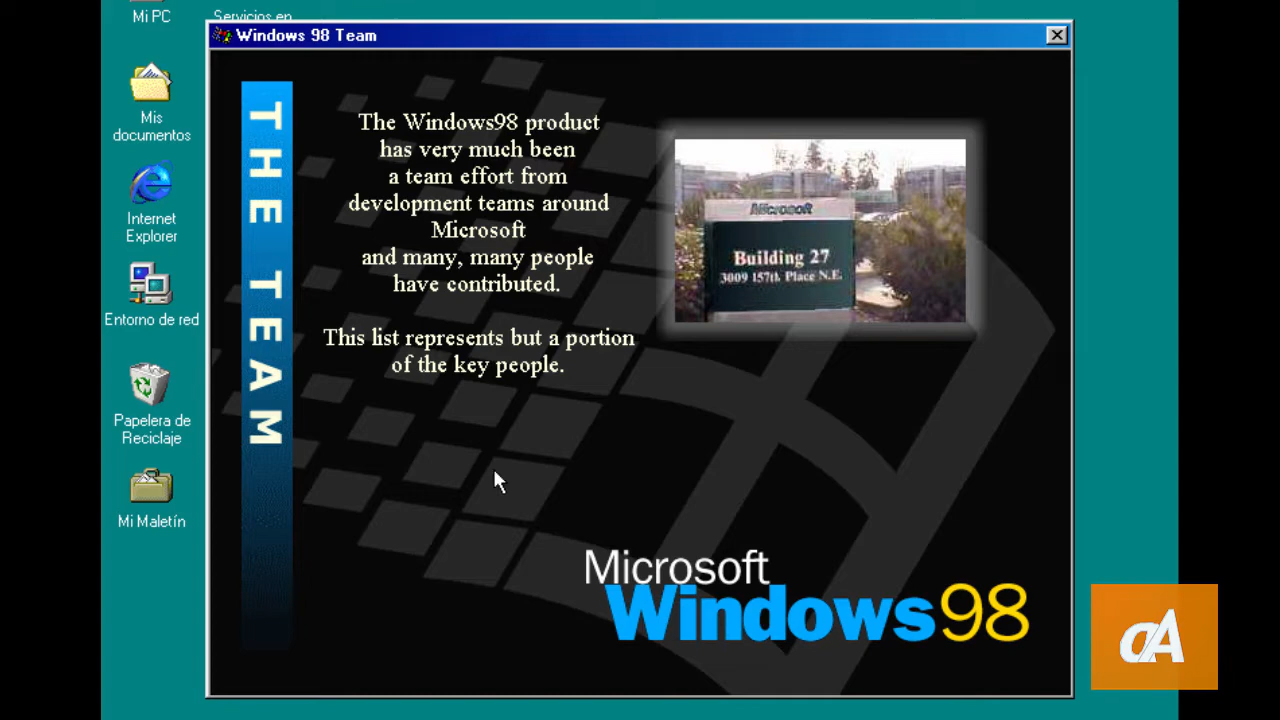 Mi PC
Servicios en
Windows 98 Team
Mis
documentos
Internet
Explorer
Entorno de red
Papelera de
Reciclaje
Mi Maletín
THE TEAM
The Windows98 product
has very much been
a team effort from
development teams around
Microsoft
and many, many people
have contributed.
This list represents but a portion
of the key people.
Microsoft
Building 27
3009 157th. Place N.E.
Microsoft
Windows 98
dA